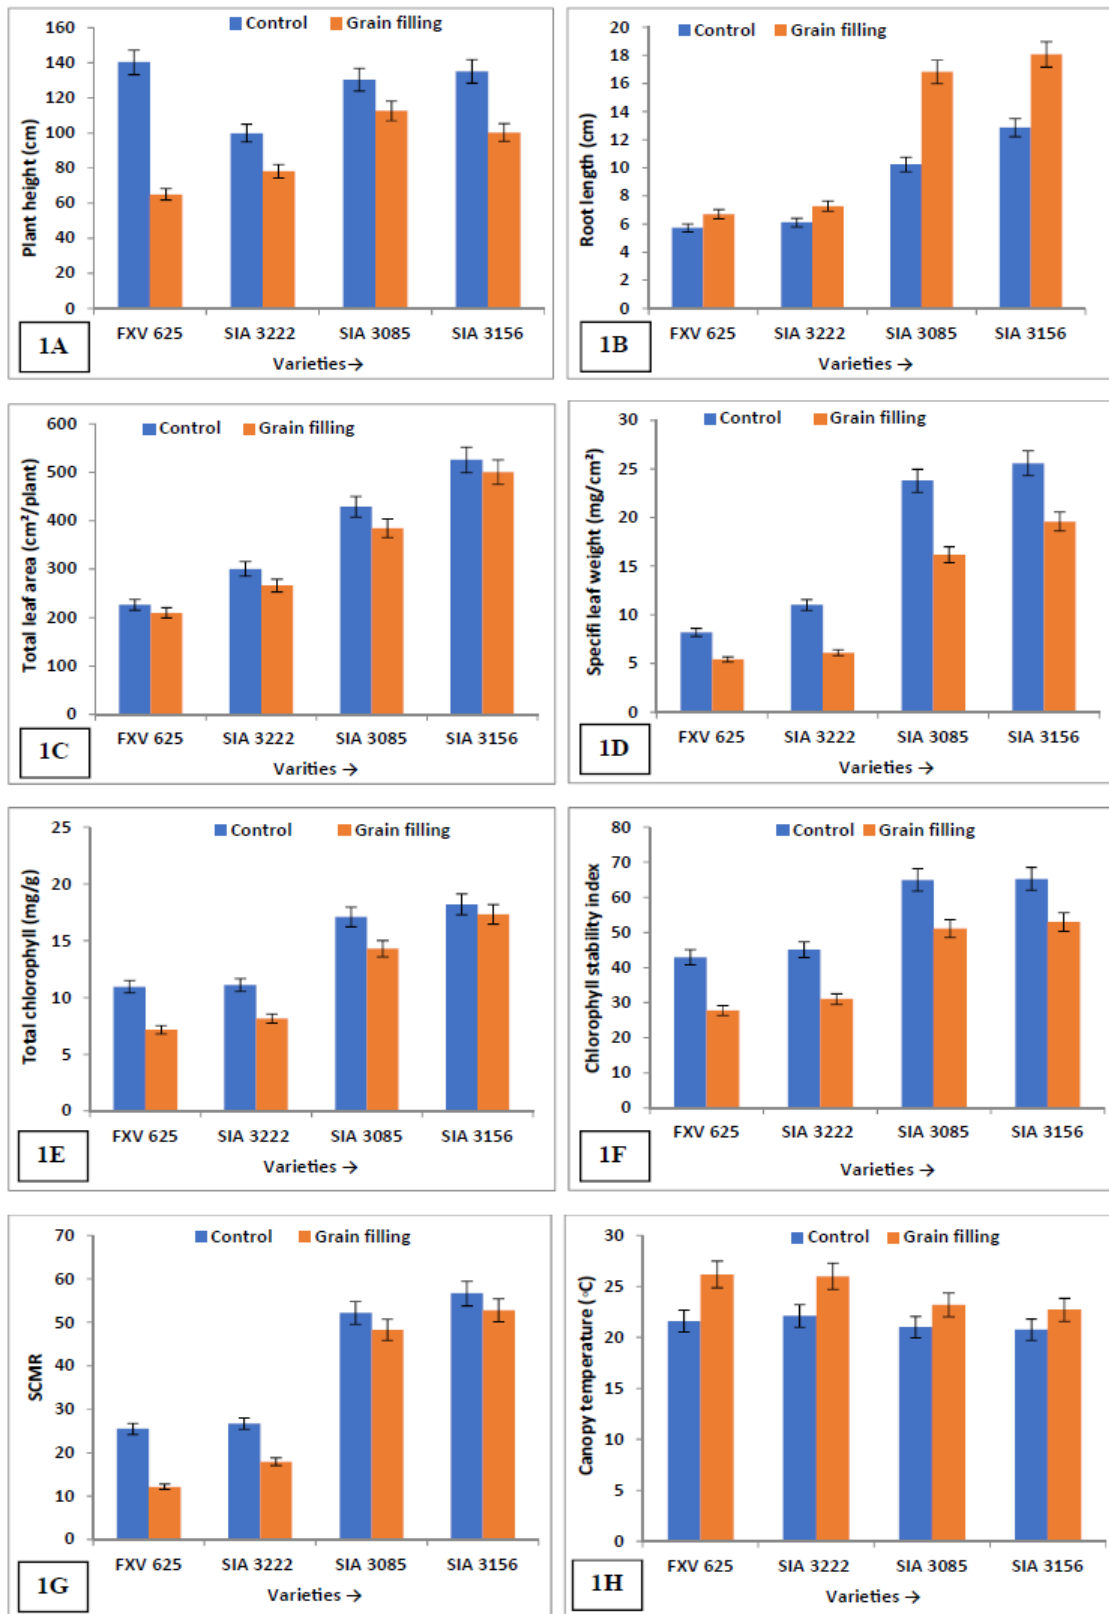 Control Grain filling
Plant height (cm)
160
140
120
100
80
60
40
20
0
FXV 625 SIA 3222 SIA 3085 SIA 3156
Varieties→
1A
Control Grain filling
Root length (cm)
20
18
16
14
12
10
8
6
4
2
0
FXV 625 SIA 3222 SIA 3085 SIA 3156
Varieties→
1B
Control Grain filling
Total leaf area (cm²/plant)
600
500
400
300
200
100
0
FXV 625 SIA 3222 SIA 3085 SIA 3156
Varities →
1C
Control Grain filling
Specifi leaf weight (mg/cm²)
30
25
20
15
10
5
0
FXV 625 SIA 3222 SIA 3085 SIA 3156
Varieties →
1D
Control Grain filling
Total chlorophyll (mg/g)
25
20
15
10
5
0
FXV 625 SIA 3222 SIA 3085 SIA 3156
Varieties →
1E
Control Grain filling
Chlorophyll stability index
80
70
60
50
40
30
20
10
0
FXV 625 SIA 3222 SIA 3085 SIA 3156
Varieties →
1F
Control Grain filling
SCMR
70
60
50
40
30
20
10
0
FXV 625 SIA 3222 SIA 3085 SIA 3156
Varieties →
1G
Control Grain filling
Canopy temperature (◦C)
30
25
20
15
10
5
0
FXV 625 SIA 3222 SIA 3085 SIA 3156
Varieties →
1H